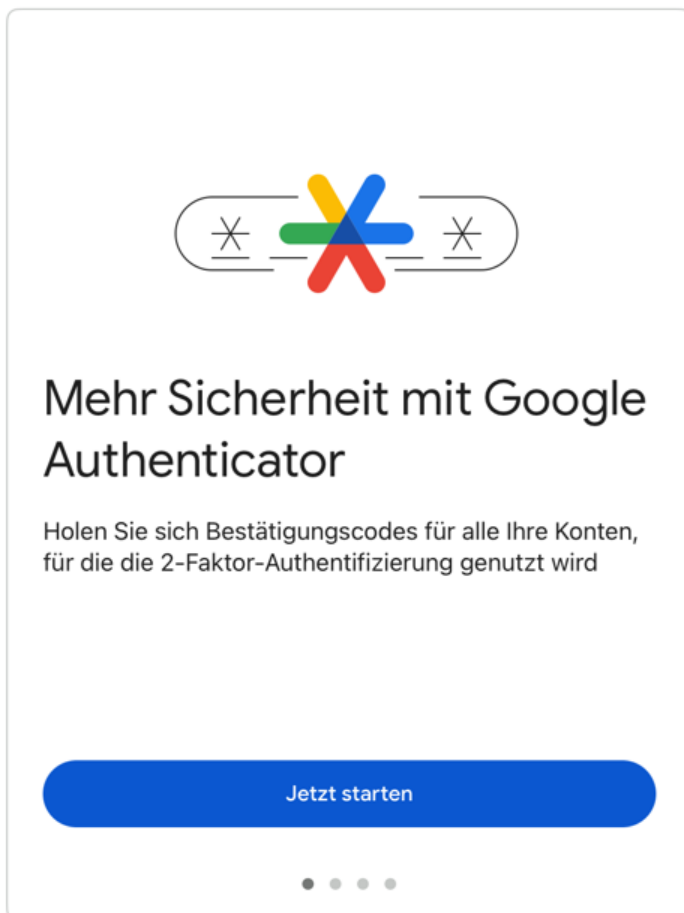 Mehr Sicherheit mit Google
Authenticator
Holen Sie sich Bestätigungscodes für alle Ihre Konten,
für die die 2-Faktor-Authentifizierung genutzt wird
Jetzt starten